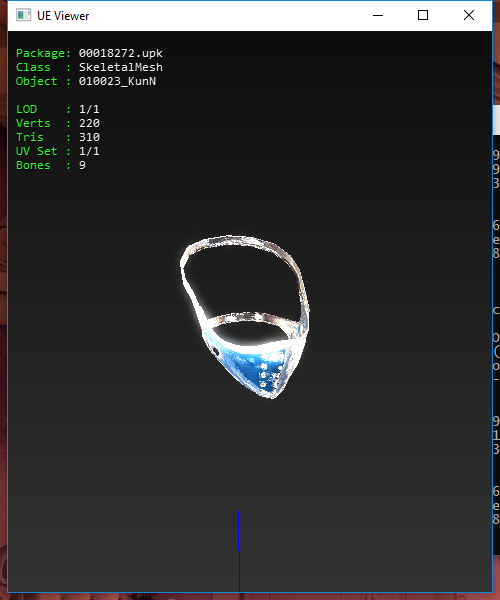 UE Viewer
Package: 00018272.upk
Class : SkeletalMesh
Object : 010023_KunN
LOD : 1/1
Verts : 220
Tris : 310
UV Set : 1/1
Bones : 9